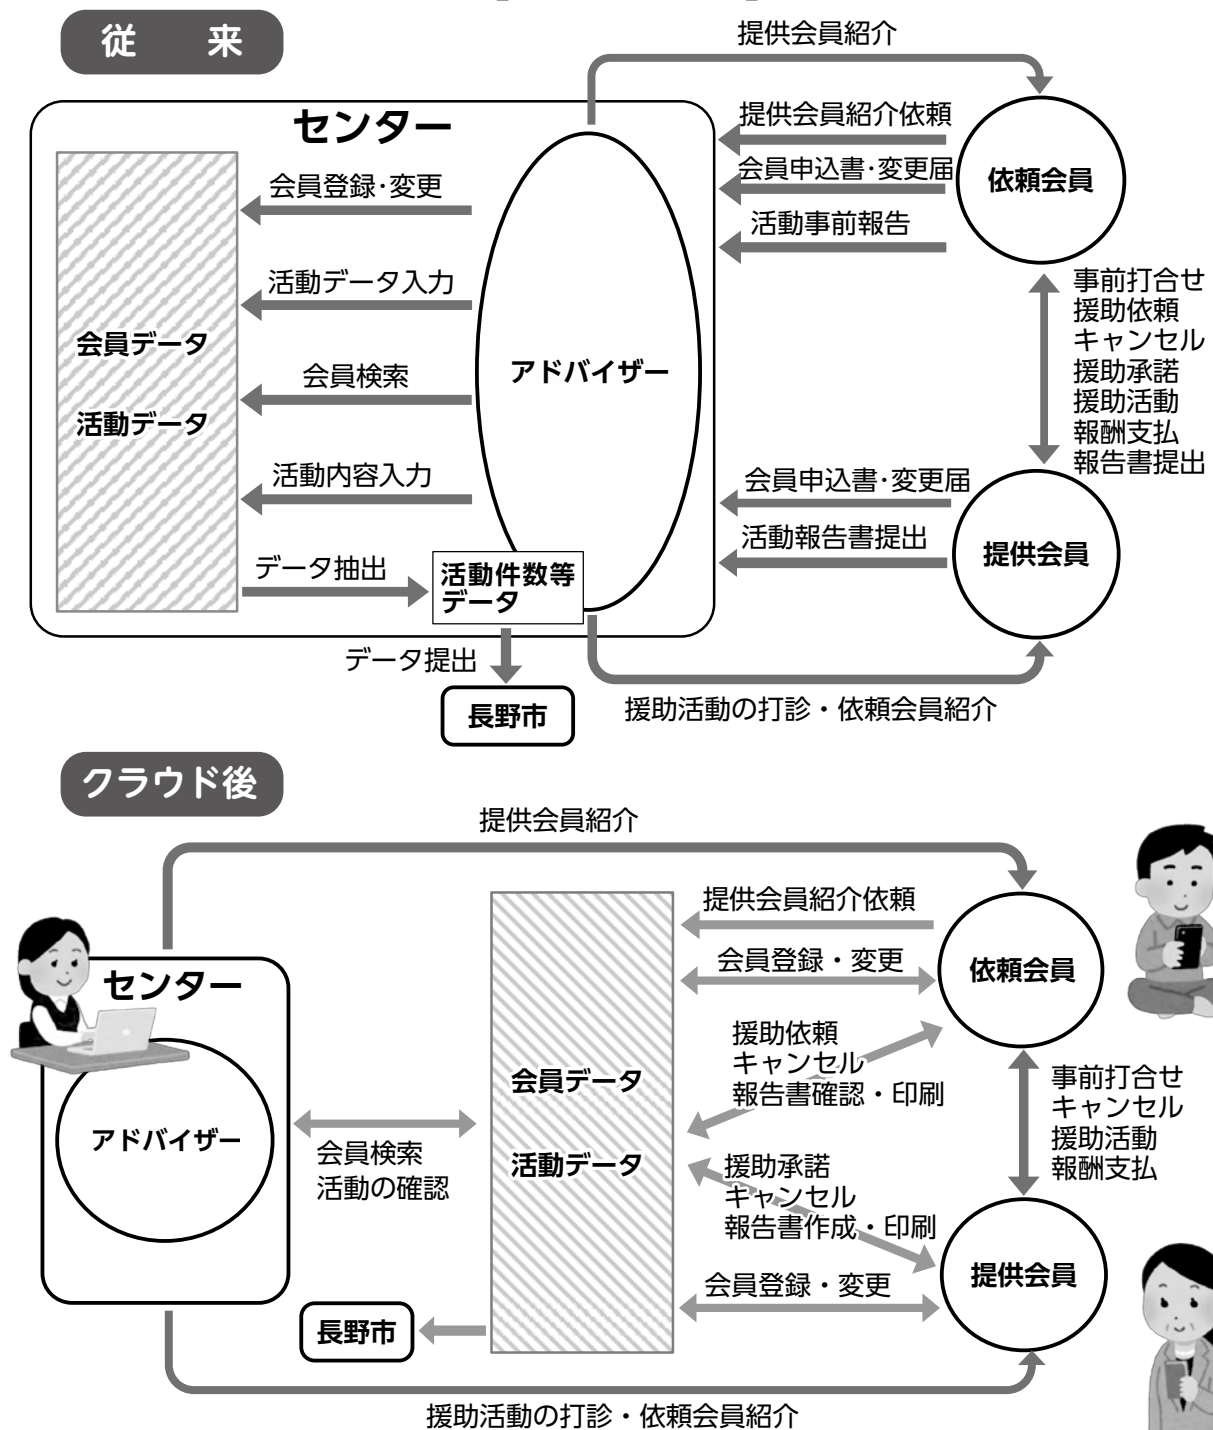 従　来
提供会員紹介
センター
会員登録・変更
活動データ入力
会員検索
活動内容入力
データ抽出
会員データ
活動データ
アドバイザー
活動件数等
データ
データ提出
長野市
提供会員紹介依頼
会員申込書・変更届
活動事前報告
依頼会員
事前打合せ
援助依頼
キャンセル
援助承諾
援助活動
報酬支払
報告書提出
会員申込書・変更届
活動報告書提出
提供会員
援助活動の打診・依頼会員紹介
クラウド後
提供会員紹介
センター
アドバイザー
会員検索
活動の確認
会員データ
活動データ
長野市
提供会員紹介依頼
会員登録・変更
依頼会員
援助依頼
キャンセル
報告書確認・印刷
援助承諾
キャンセル
報告書作成・印刷
会員登録・変更
事前打合せ
キャンセル
援助活動
報酬支払
提供会員
援助活動の打診・依頼会員紹介